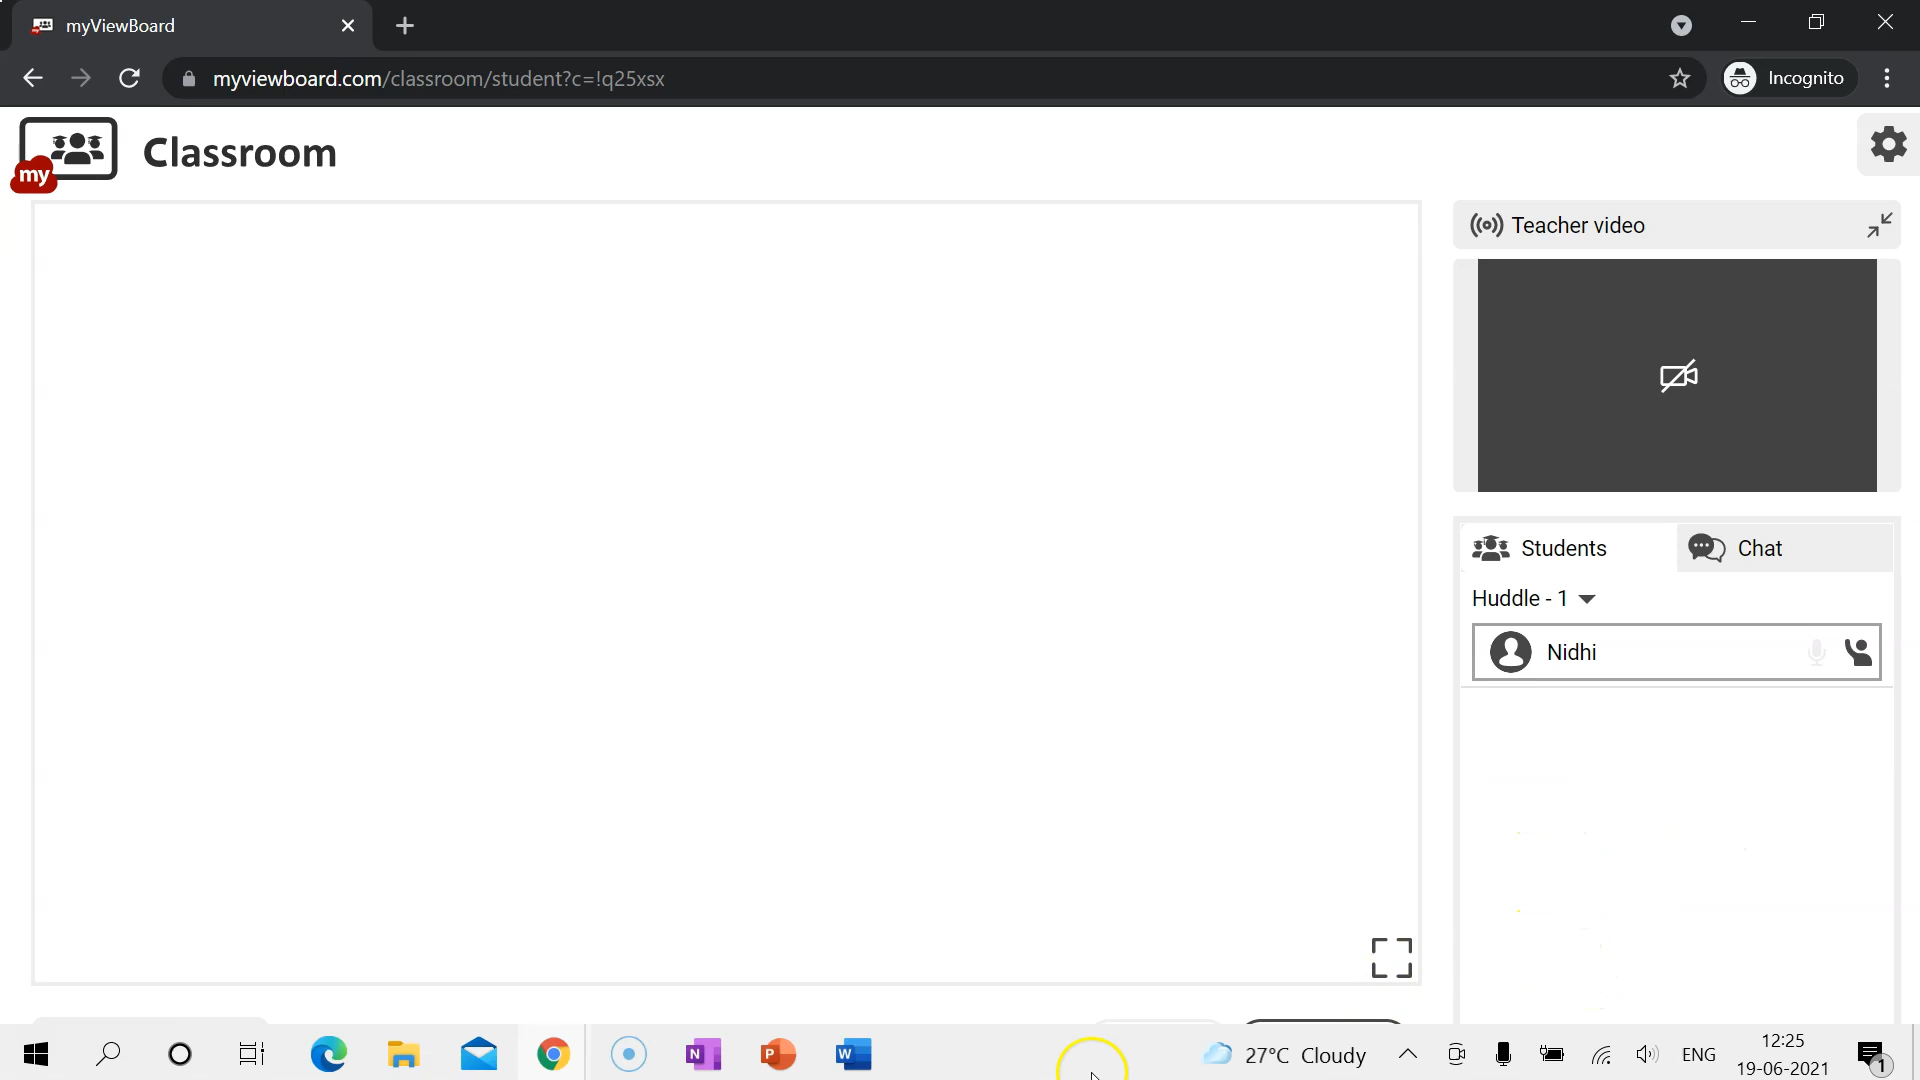 myViewBoard
myviewboard.com/classroom/student?c=!q25xsx
Incognito
my
Classroom
Teacher video
Students
Chat
Huddle - 1
Nidhi
N
P
W
27°C Cloudy
ENG
12:25
19-06-2021
1